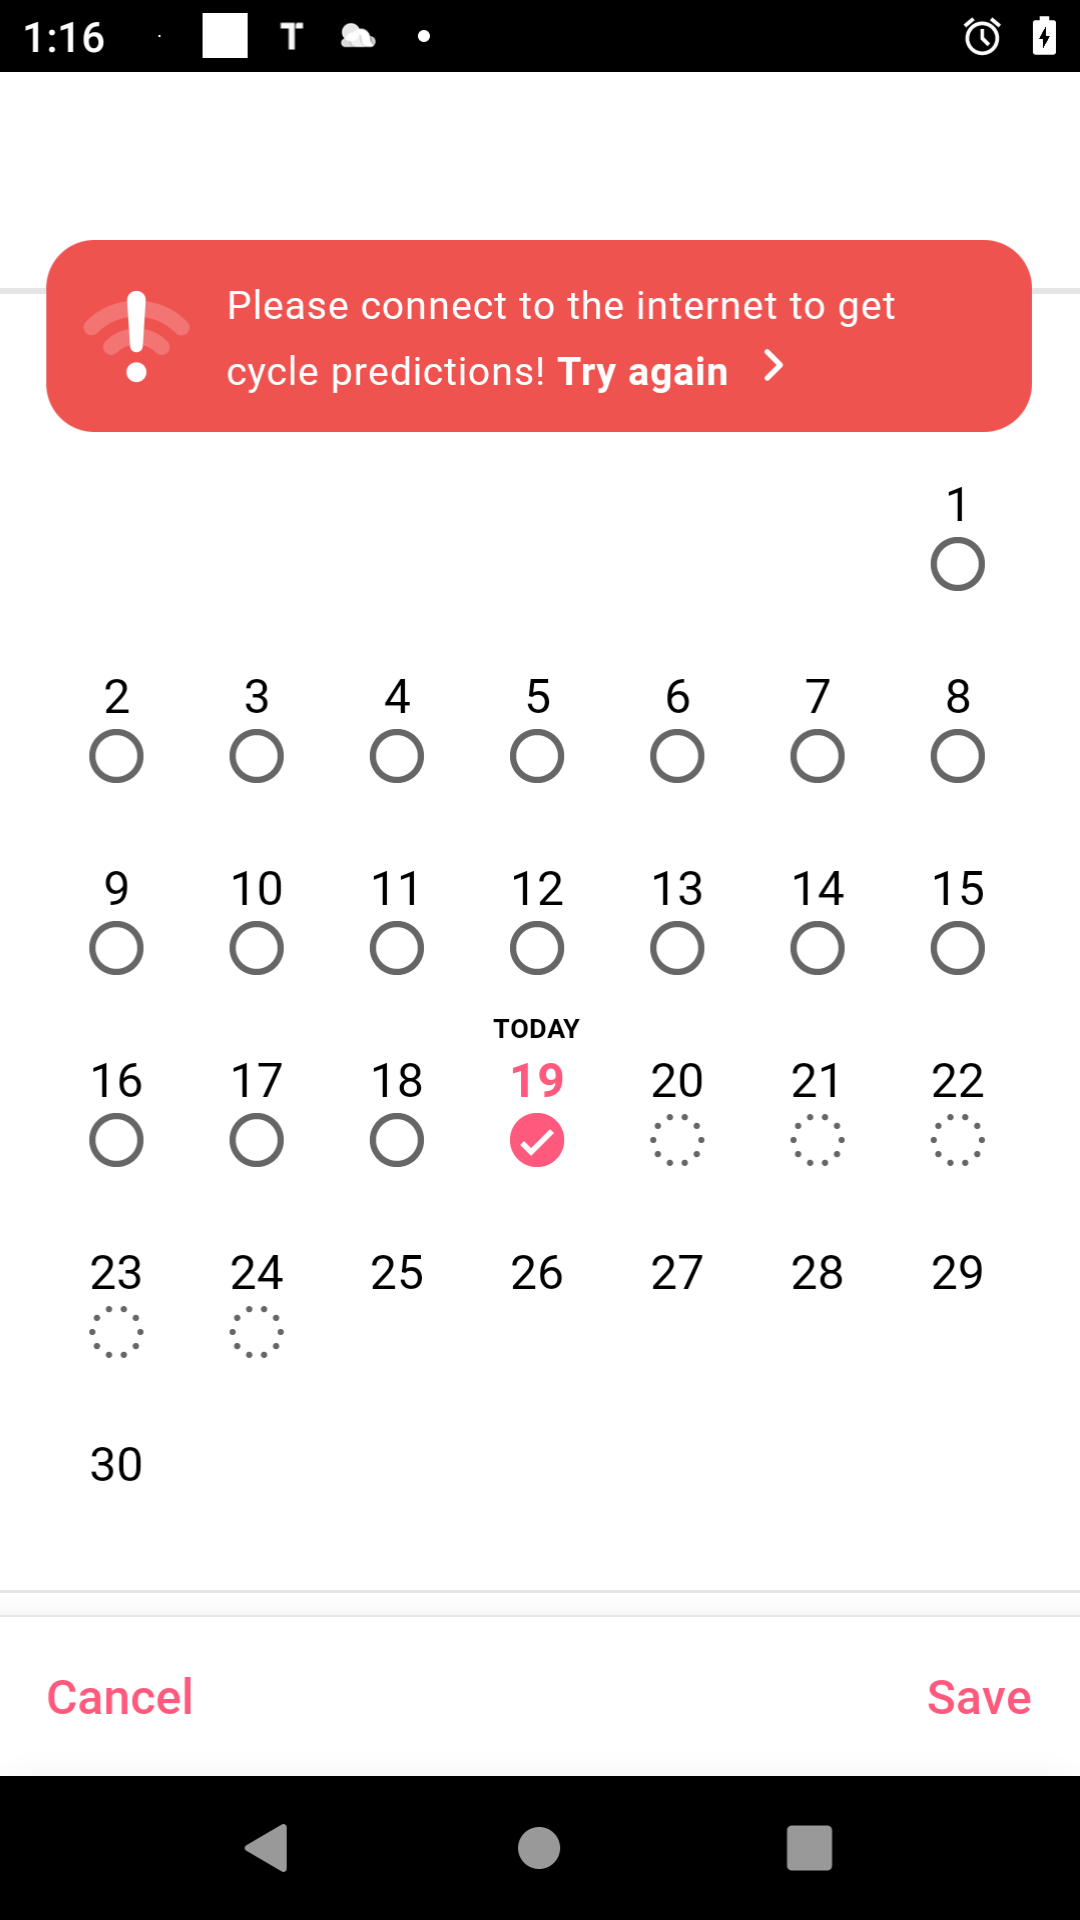 1:16
T
Please connect to the internet to get
cycle predictions! Try again
1
2 3 4 5 6 7 8
9 10 11 12 13 14 15
TODAY
16 17 18 19 20 21 22
23 24 25 26 27 28 29
30
Cancel Save